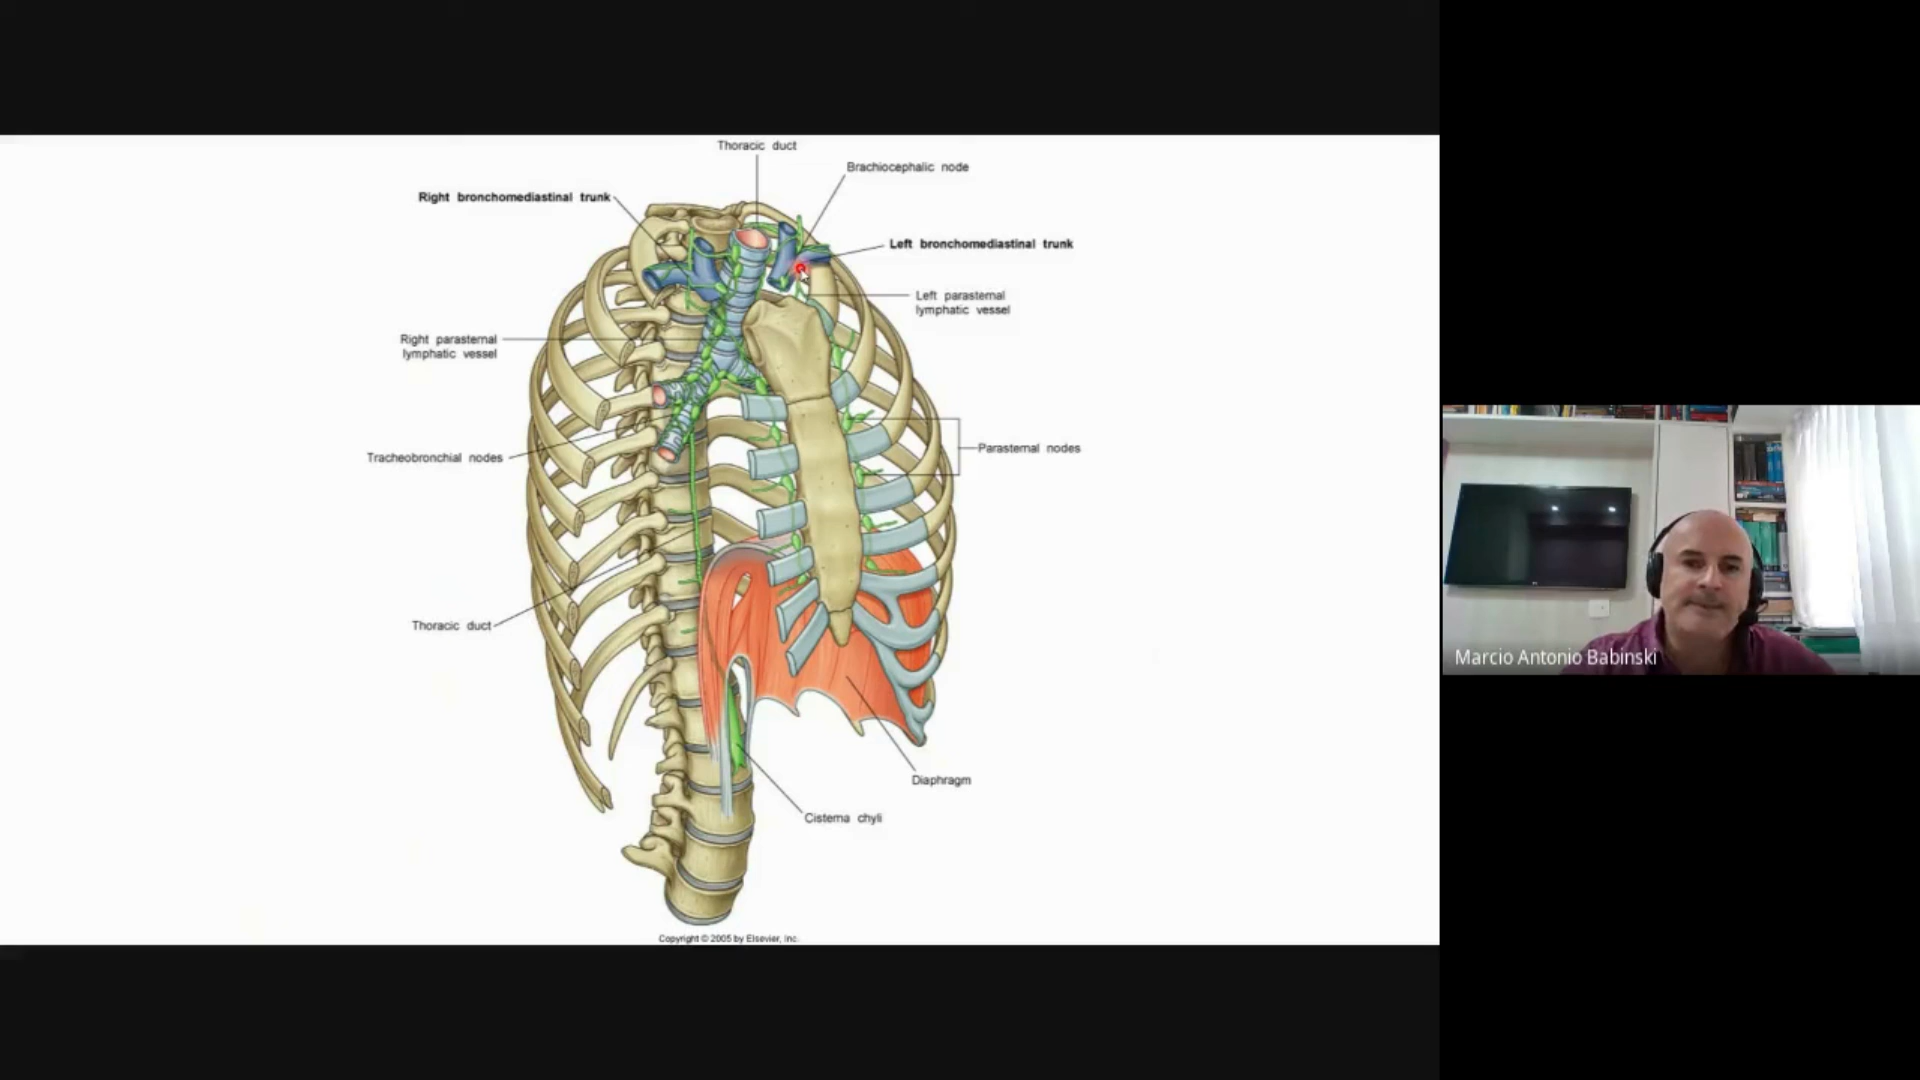 Thoracic duct
Brachiocephalic node
Right bronchomediastinal trunk
Left bronchomediastinal trunk
Left parasternal
lymphatic vessel
Right parasternal
lymphatic vessel
Parasternal nodes
Tracheobronchial nodes
Thoracic duct
Diaphragm
Cisterna chyli
Copyright © 2005 by Elsevier, Inc.
Marcio Antonio Babinski